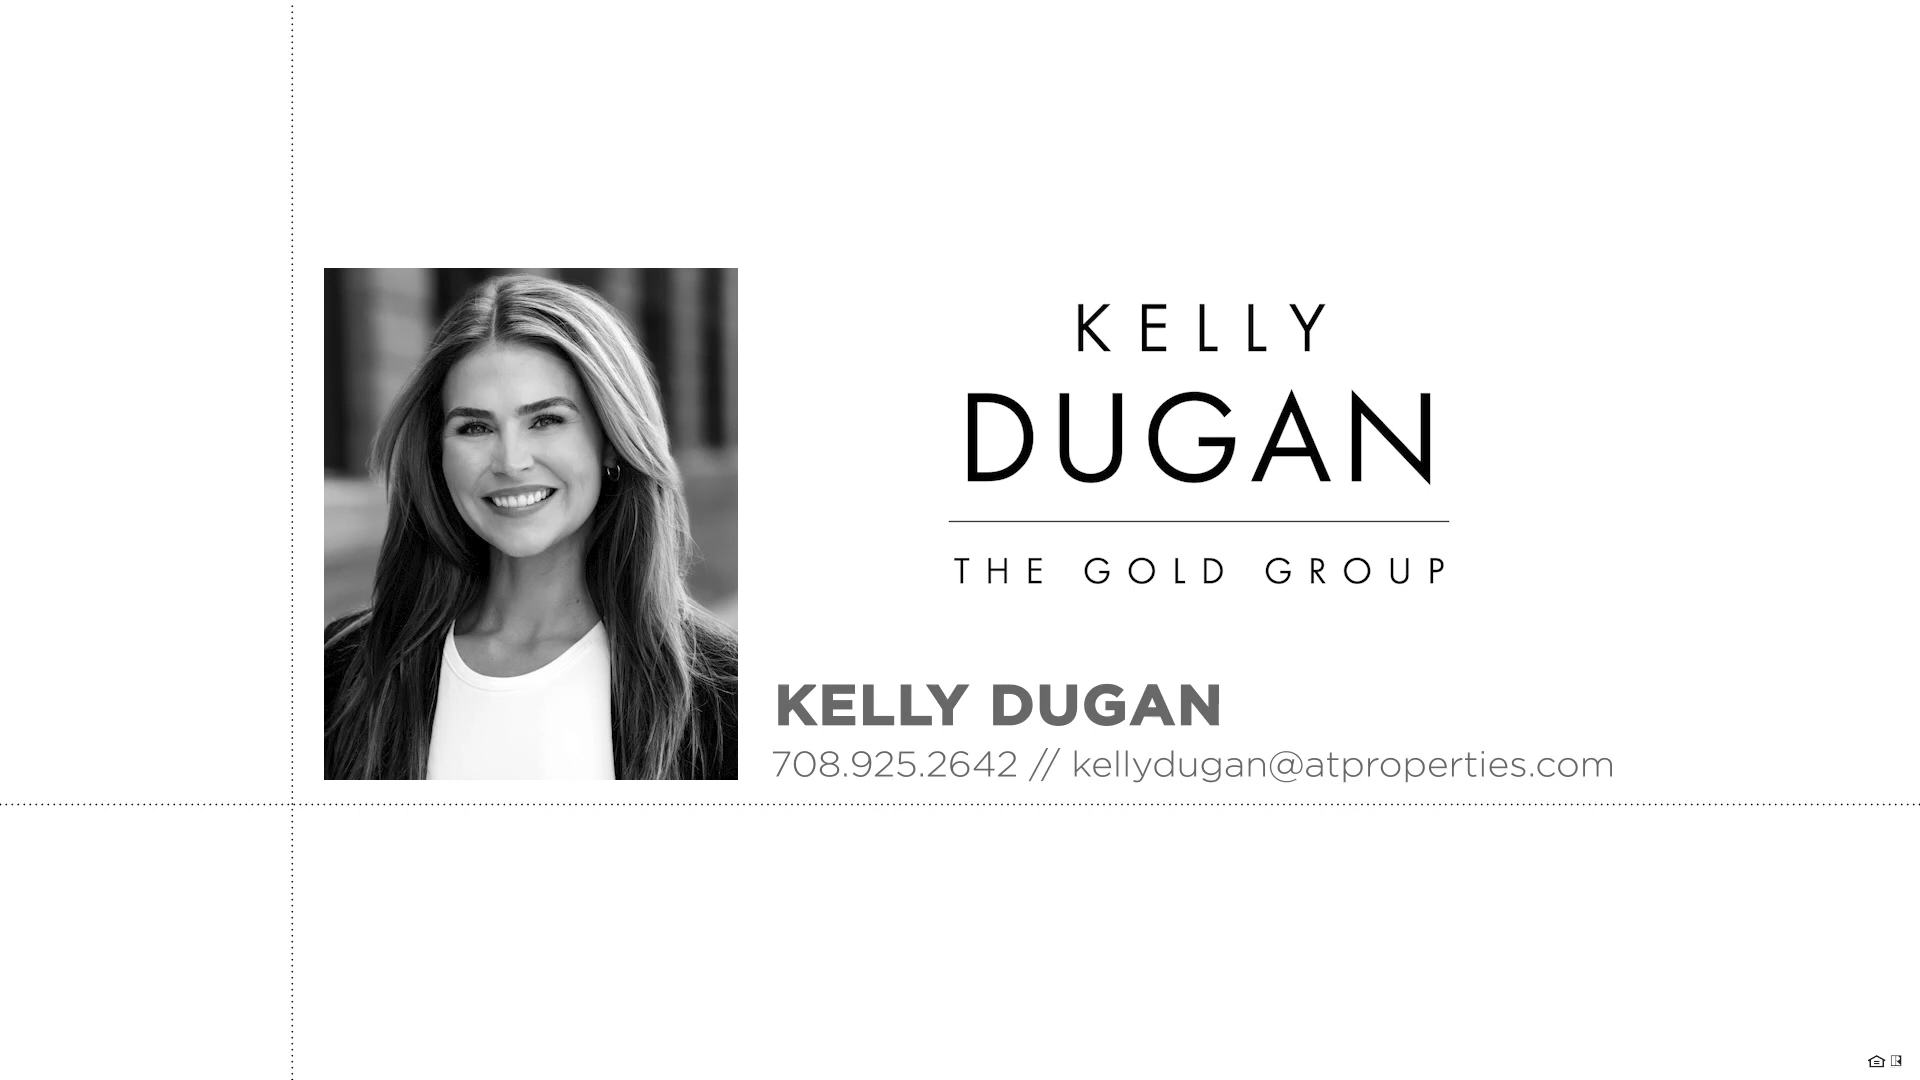 KELLY
DUGAN
THE GOLD GROUP
KELLY DUGAN
708.925.2642 // kellydugan@atproperties.com